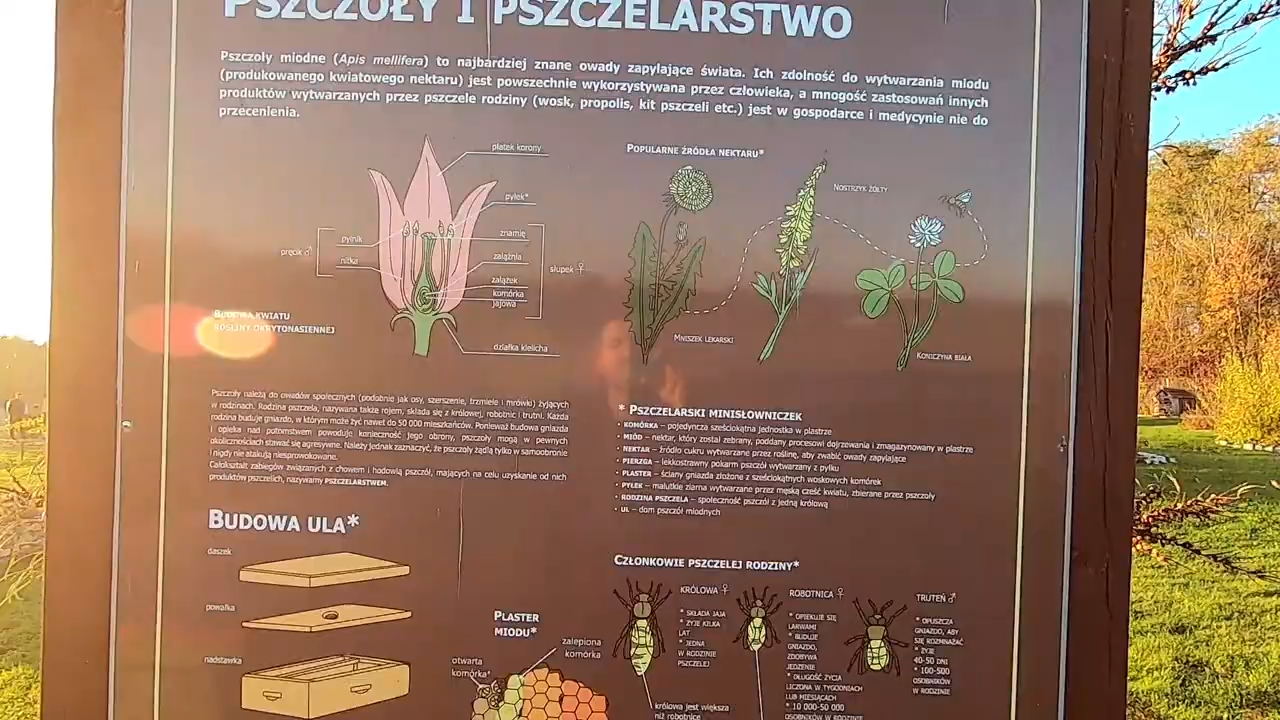 PSZCZOŁY I PSZCZELARSTWO
Pszczoły miodne (Apis mellifera) to najbardziej znane owady zapylające świata. Ich zdolność do wytwarzania miodu
(produkowanego kwiatowego nektaru) jest powszechnie wykorzystywana przez człowieka, a mnogość zastosowań innych
produktów wytwarzanych przez pszczele rodziny (wosk, propolis, kit pszczeli etc.) jest w gospodarce i medycynie nie do
przecenienia.
płatek korony
pyłek*
pręcik ♂
pylnik
nitka
znamię
zalążnia
zalążek
komórka
jajowa
słupek ♀
działka kielicha
BUDOWA KWIATU
ROŚLINY OKRYTONASIENNEJ
POPULARNE ŹRÓDŁA NEKTARU*
NOSTRZYK ŻÓŁTY
MNISZEK LEKARSKI
KONICZYNA BIAŁA
Pszczoły należą do owadów społecznych (podobnie jak osy, szerszenie, trzmiele i mrówki) żyjących
w rodzinach. Rodzina pszczela, nazywana także rojem, składa się z królowej, robotnic i trutni. Każda
rodzina buduje gniazdo, w którym może żyć nawet do 50 000 mieszkańców. Ponieważ budowa gniazda
i opieka nad potomstwem powoduje konieczność jego obrony, pszczoły mogą w pewnych
okolicznościach stawać się agresywne. Należy jednak zaznaczyć, że pszczoły żądlą tylko w samoobronie
i nigdy nie atakują niesprowokowane.
Całokształt zabiegów związanych z chowem i hodowlą pszczół, mających na celu uzyskanie od nich
produktów pszczelich, nazywamy PSZCZELARSTWEM.
* PSZCZELARSKI MINISŁOWNICZEK
• KOMÓRKA – pojedyncza sześciokątna jednostka w plastrze
• MIÓD – nektar, który został zebrany, poddany procesowi dojrzewania i zmagazynowany w plastrze
• NEKTAR – źródło cukru wytwarzane przez roślinę, aby zwabić owady zapylające
• PIERZGA – lekkostrawny pokarm pszczół wytwarzany z pyłku
• PLASTER – ściany gniazda złożone z sześciokątnych woskowych komórek
• PYŁEK – malutkie ziarna wytwarzane przez męską cześć kwiatu, zbierane przez pszczoły
• RODZINA PSZCZELA – społeczność pszczół z jedną królową
• UL – dom pszczół miodnych
BUDOWA ULA*
daszek
powałka
nadstawka
PLASTER
MIODU*
zalepiona
komórka
otwarta
komórka*
CZŁONKOWIE PSZCZELEJ RODZINY*
KRÓLOWA ♀
* SKŁADA JAJA
* ŻYJE KILKA
LAT
* JEDNA
W RODZINIE
PSZCZELEJ
królowa jest większa
niż robotnice
ROBOTNICA ♀
* OPIEKUJE SIĘ
LARWAMI
* BUDUJE
GNIAZDO,
ZDOBYWA
JEDZENIE
* DŁUGOŚĆ ŻYCIA
LICZONA W TYGODNIACH
LUB MIESIĄCACH
* 10 000-50 000
OSOBNIKÓW W RODZINIE
TRUTEŃ ♂
* OPUSZCZA
GNIAZDO, ABY
SIĘ ROZMNAŻAĆ
* ŻYJE
40-50 DNI
* 100-500
OSOBNIKÓW
W RODZINIE